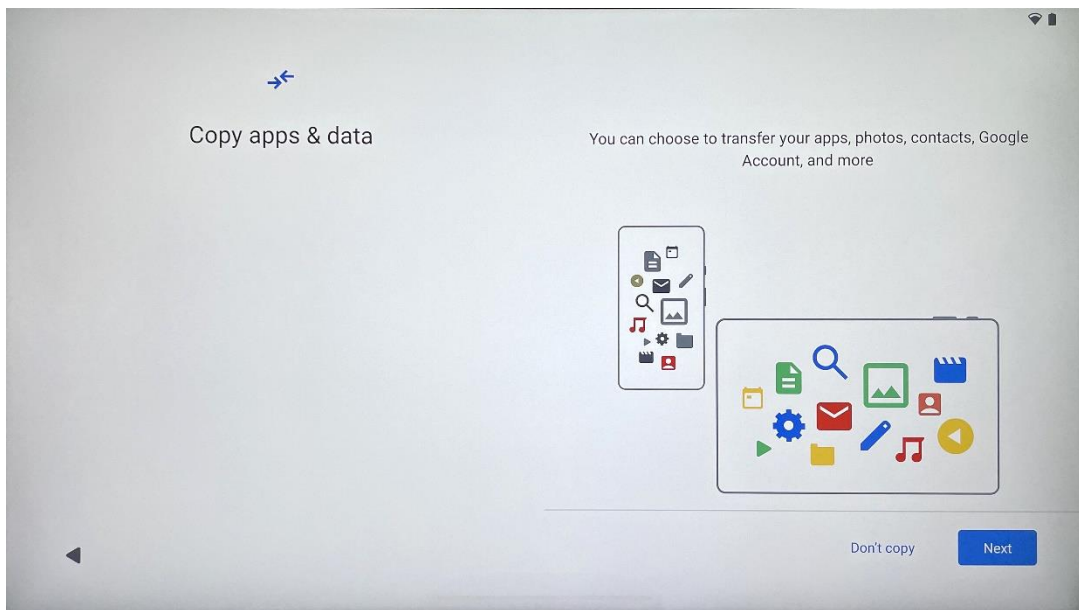 Copy apps & data
You can choose to transfer your apps, photos, contacts, Google
Account, and more
Don't copy
Next